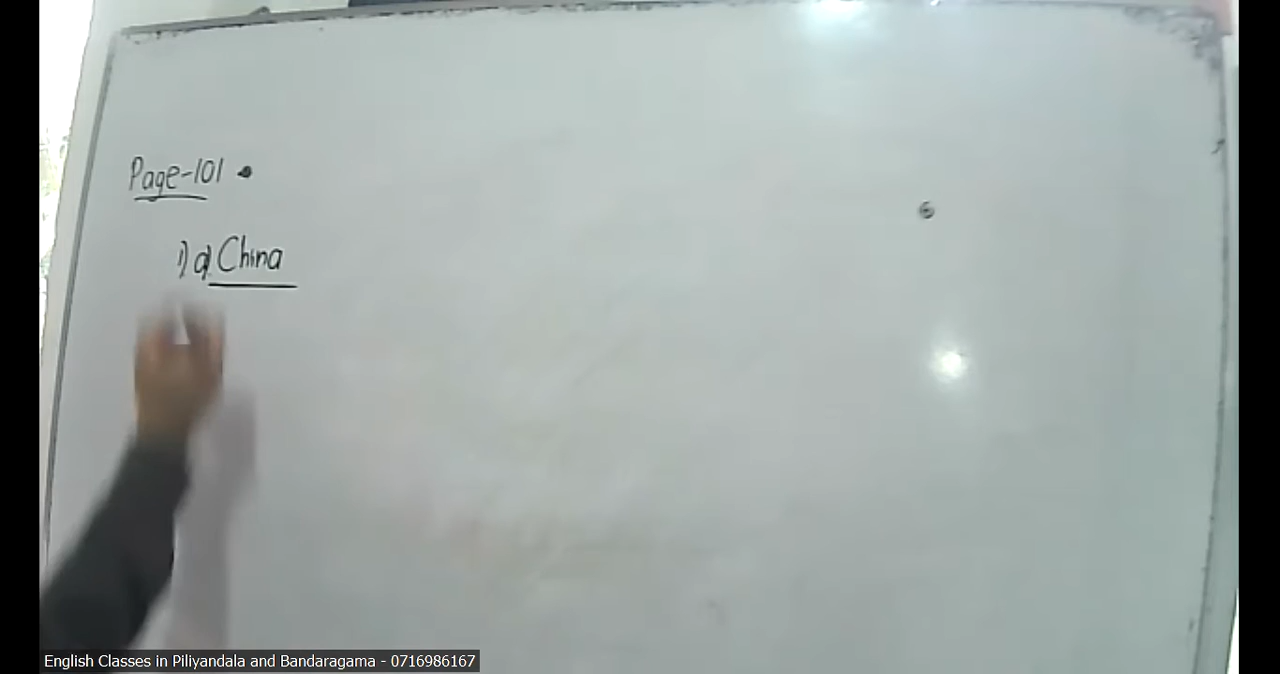 Page-101
1) a) China
English Classes in Piliyandala and Bandaragama - 0716986167